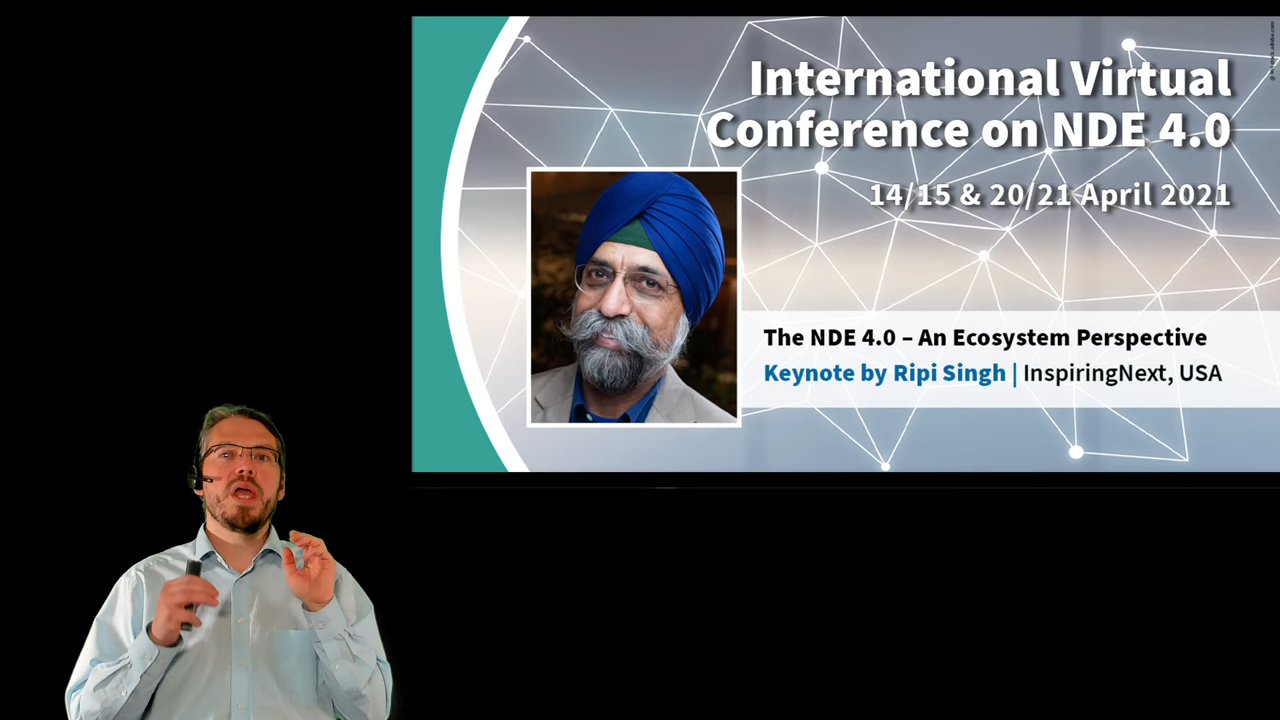 International Virtual
Conference on NDE 4.0
14/15 & 20/21 April 2021
The NDE 4.0 – An Ecosystem Perspective
Keynote by Ripi Singh | InspiringNext, USA